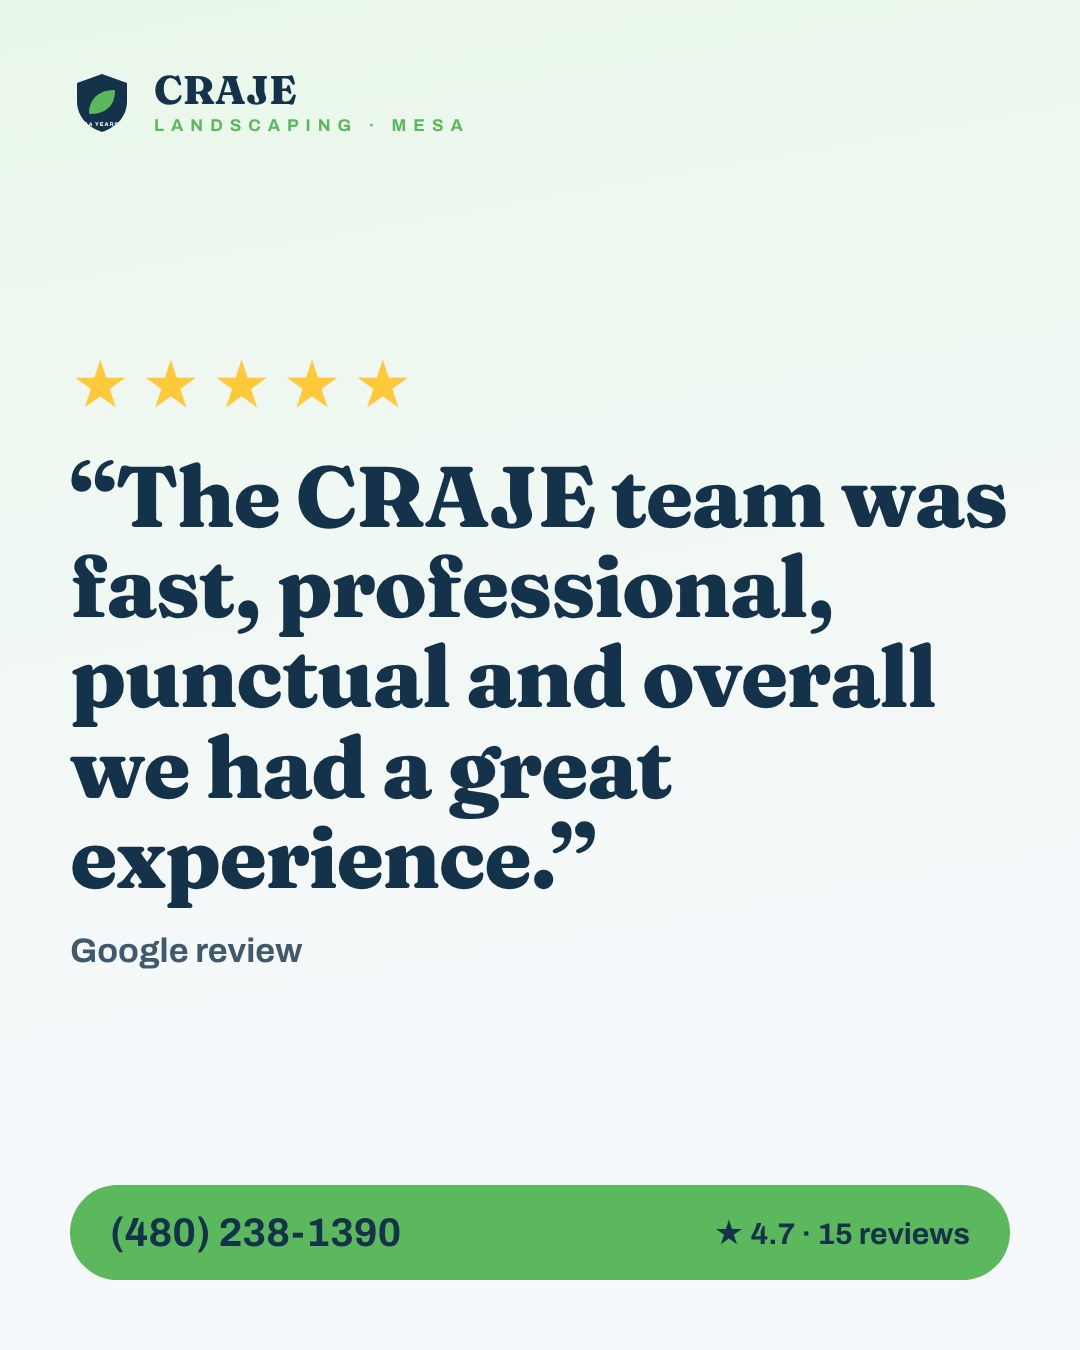 CRAJE
LANDSCAPING · MESA
★★★★★
“The CRAJE team was
fast, professional,
punctual and overall
we had a great
experience.”
Google review
(480) 238-1390
★ 4.7 · 15 reviews